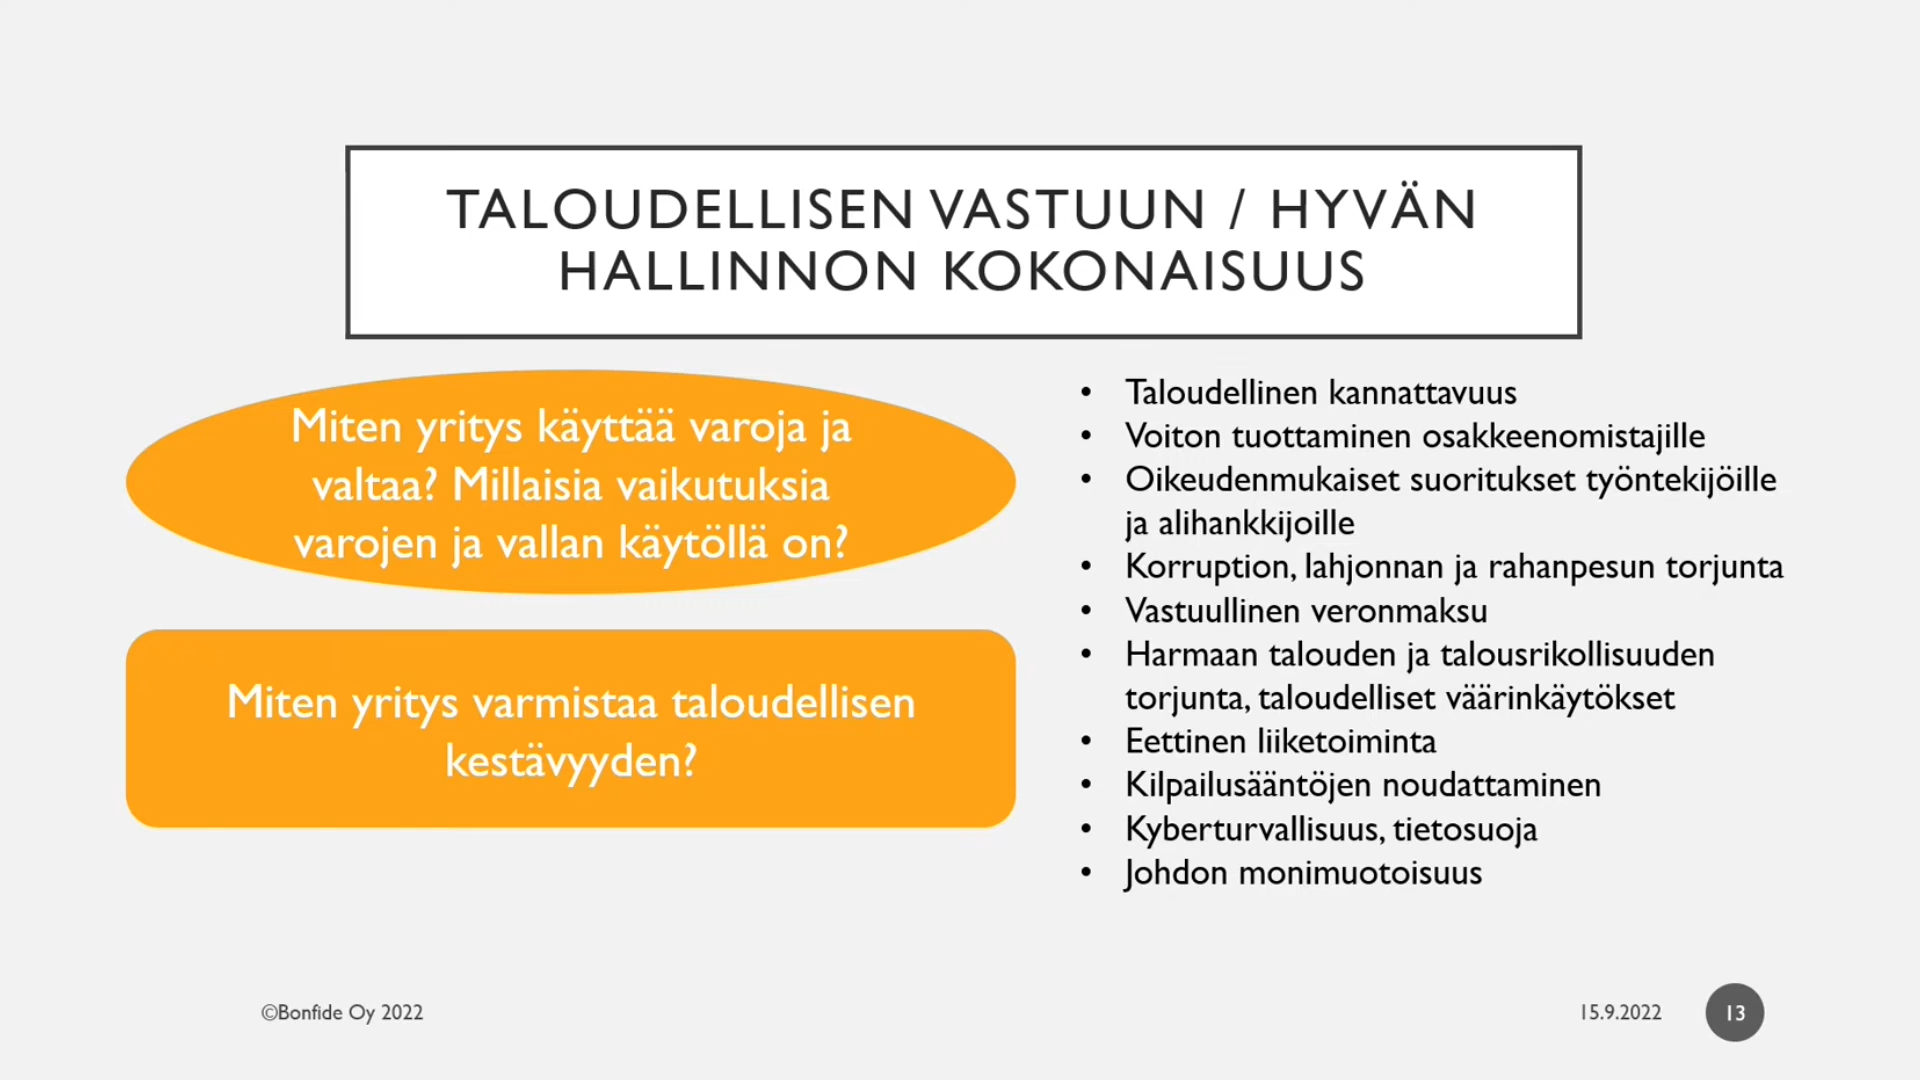 TALOUDELLISEN VASTUUN / HYVÄN
HALLINNON KOKONAISUUS
Miten yritys käyttää varoja ja
valtaa? Millaisia vaikutuksia
varojen ja vallan käytöllä on?
Miten yritys varmistaa taloudellisen
kestävyyden?
• Taloudellinen kannattavuus
• Voiton tuottaminen osakkeenomistajille
• Oikeudenmukaiset suoritukset työntekijöille
ja alihankkijoille
• Korruption, lahjonnan ja rahanpesun torjunta
• Vastuullinen veronmaksu
• Harmaan talouden ja talousrikollisuuden
torjunta, taloudelliset väärinkäytökset
• Eettinen liiketoiminta
• Kilpailusääntöjen noudattaminen
• Kyberturvallisuus, tietosuoja
• Johdon monimuotoisuus
©Bonfide Oy 2022
15.9.2022
13